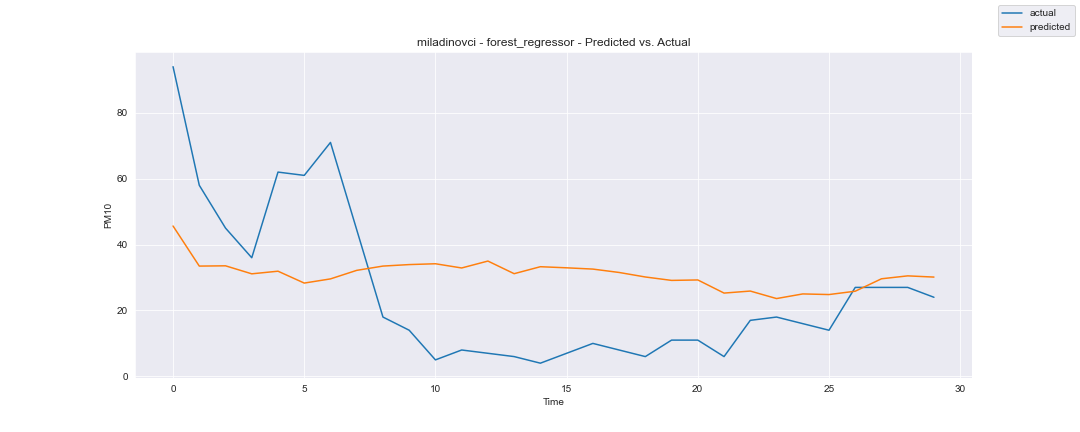 actual
predicted
miladinovci - forest_regressor - Predicted vs. Actual
80
60
40
20
0
PM10
0 5 10 15 20 25 30
Time